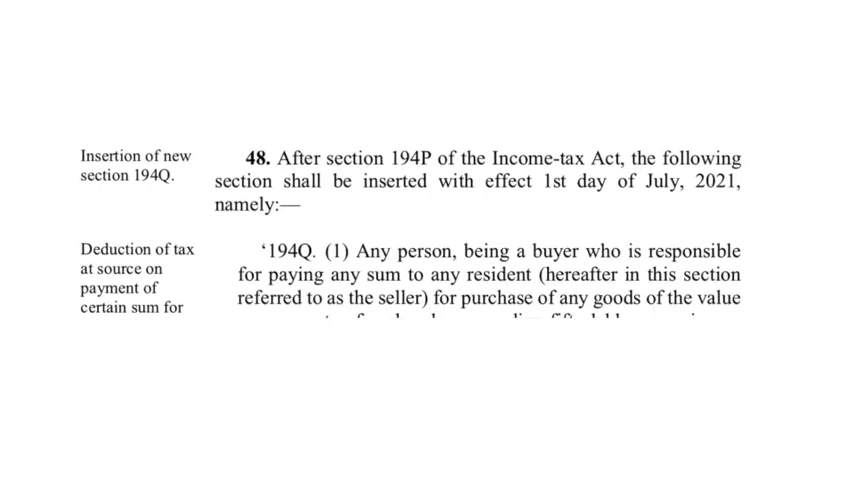 Insertion of new
section 194Q.
48. After section 194P of the Income-tax Act, the following
section shall be inserted with effect 1st day of July, 2021,
namely:—
Deduction of tax
at source on
payment of
certain sum for
‘194Q. (1) Any person, being a buyer who is responsible
for paying any sum to any resident (hereafter in this section
referred to as the seller) for purchase of any goods of the value